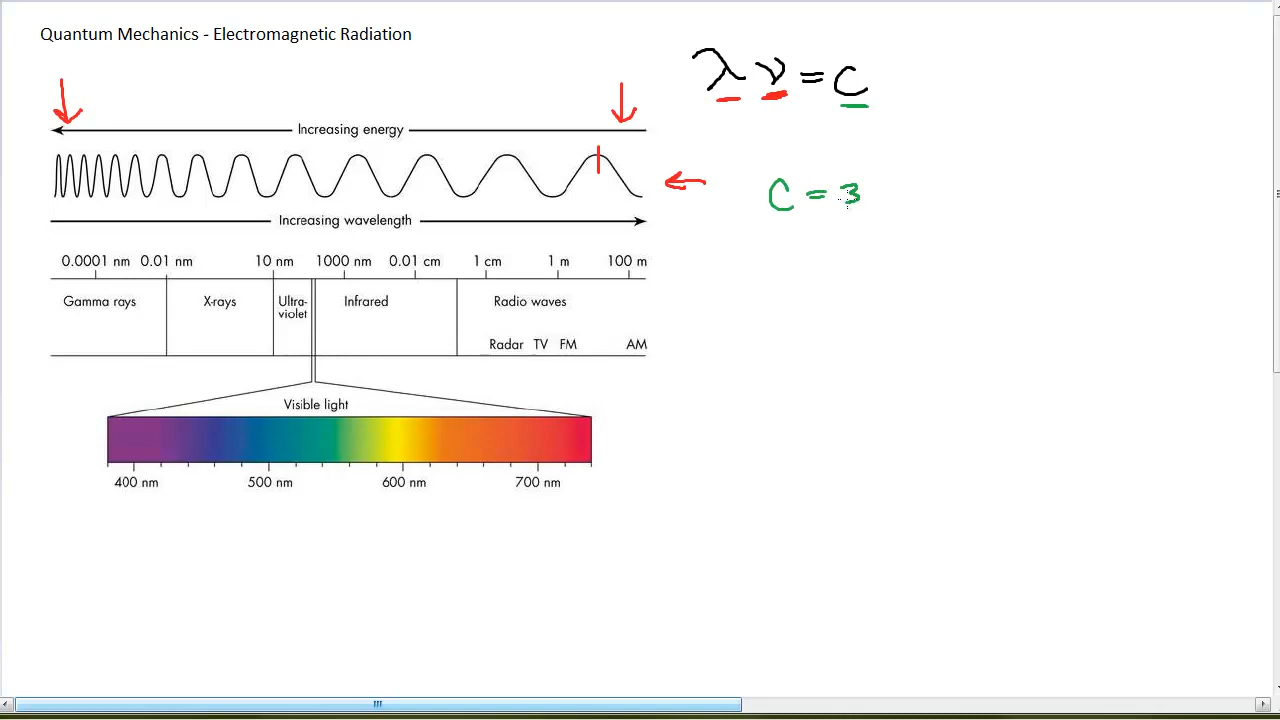 Quantum Mechanics - Electromagnetic Radiation
λ ν = C
Increasing energy
C = 3
Increasing wavelength
0.0001 nm 0.01 nm 10 nm 1000 nm 0.01 cm 1 cm 1 m 100 m
Gamma rays X-rays Ultra-violet Infrared Radio waves
Radar TV FM AM
Visible light
400 nm 500 nm 600 nm 700 nm